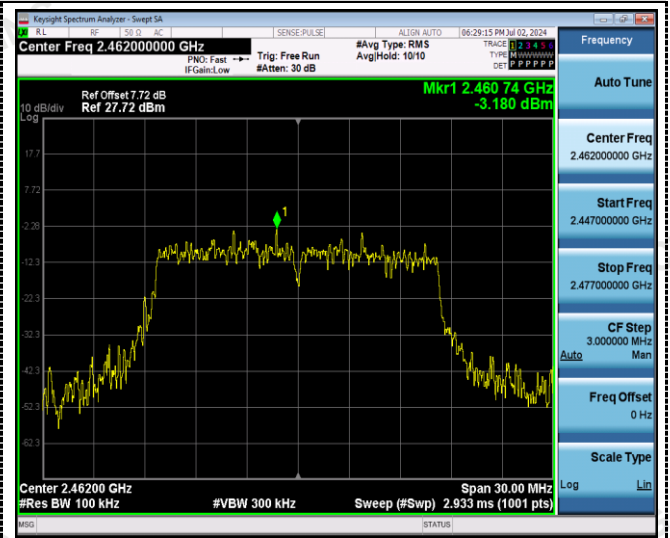 Keysight Spectrum Analyzer - Swept SA
RL RF 50 Ω AC SENSE:PULSE ALIGN AUTO 06:29:15 PM Jul 02, 2024
Center Freq 2.462000000 GHz
PNO: Fast Trig: Free Run
IFGain:Low #Atten: 30 dB
#Avg Type: RMS
Avg|Hold: 10/10
TRACE 1 2 3 4 5 6
TYPE M WWWWW
DET P P P P P P
Frequency
Mkr1 2.460 74 GHz
-3.180 dBm
Ref Offset 7.72 dB
10 dB/div Ref 27.72 dBm
Log
17.7
7.72
-2.28
-12.3
-22.3
-32.3
-42.3
-52.3
-62.3
1
Center 2.46200 GHz Span 30.00 MHz
#Res BW 100 kHz #VBW 300 kHz Sweep (#Swp) 2.933 ms (1001 pts)
MSG STATUS
Auto Tune
Center Freq
2.462000000 GHz
Start Freq
2.447000000 GHz
Stop Freq
2.477000000 GHz
CF Step
3.000000 MHz
Auto Man
Freq Offset
0 Hz
Scale Type
Log Lin